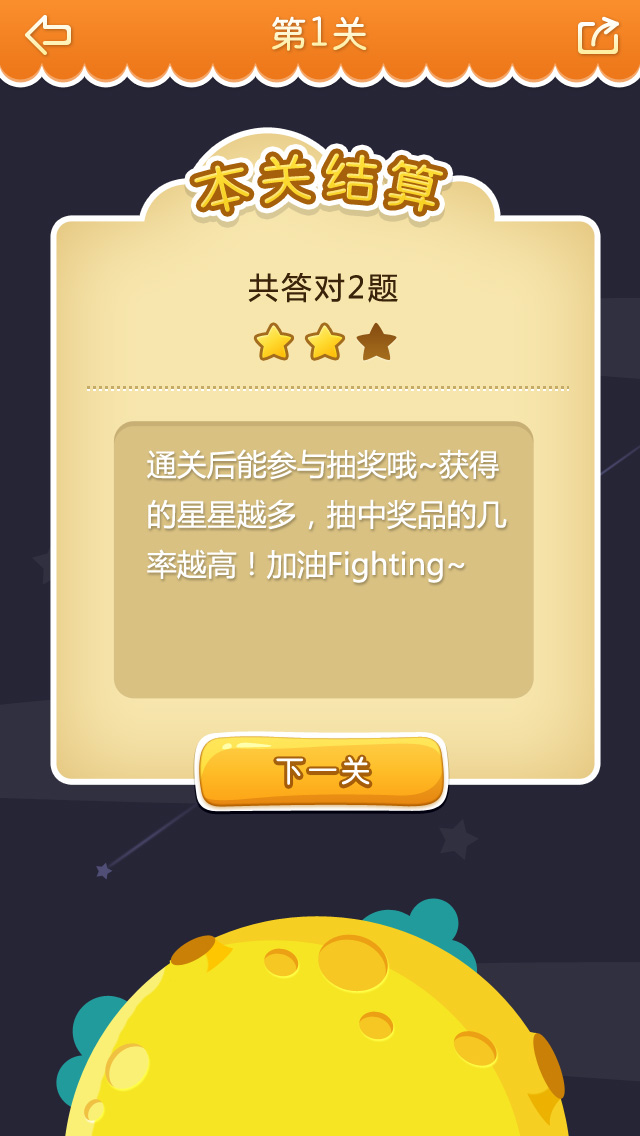 第1关
本关结算
共答对2题
通关后能参与抽奖哦~获得
的星星越多，抽中奖品的几
率越高！加油Fighting~
下一关